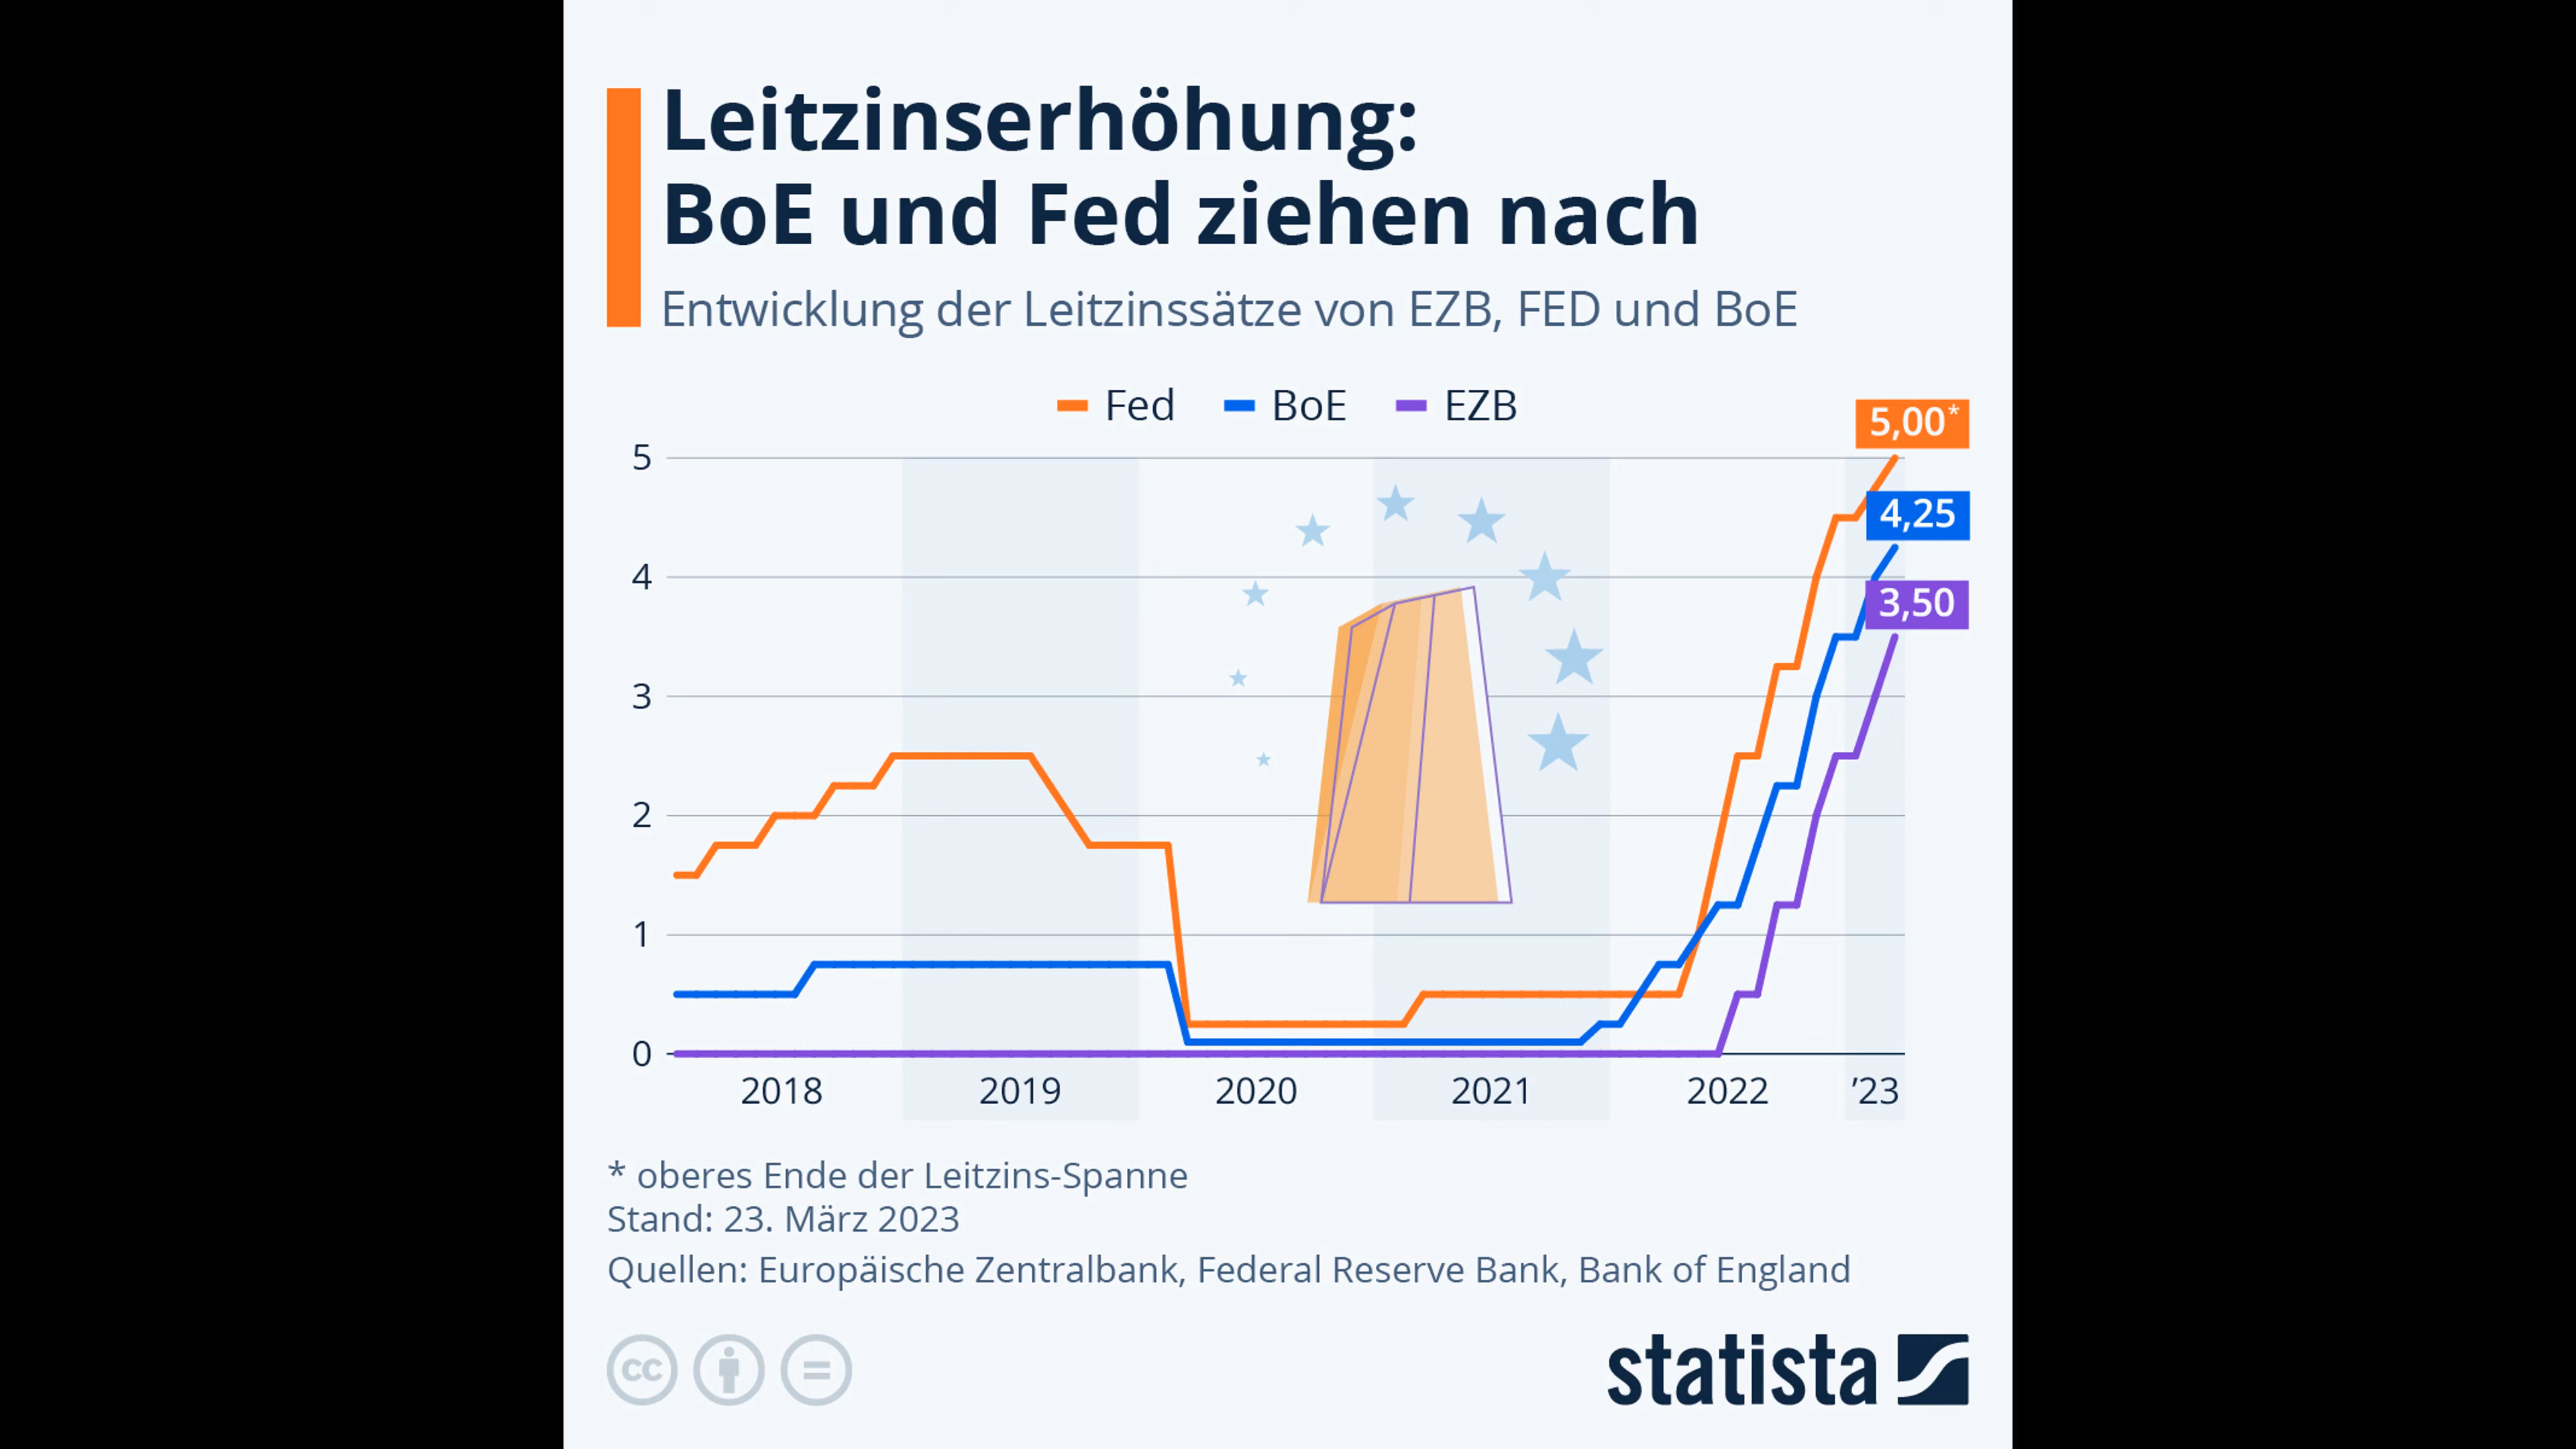 Leitzinserhöhung:
BoE und Fed ziehen nach
Entwicklung der Leitzinssätze von EZB, FED und BoE
Fed BoE EZB
5,00*
5
4,25
4
3,50
3
2
1
0
2018 2019 2020 2021 2022 ’23
* oberes Ende der Leitzins-Spanne
Stand: 23. März 2023
Quellen: Europäische Zentralbank, Federal Reserve Bank, Bank of England
cc
statista